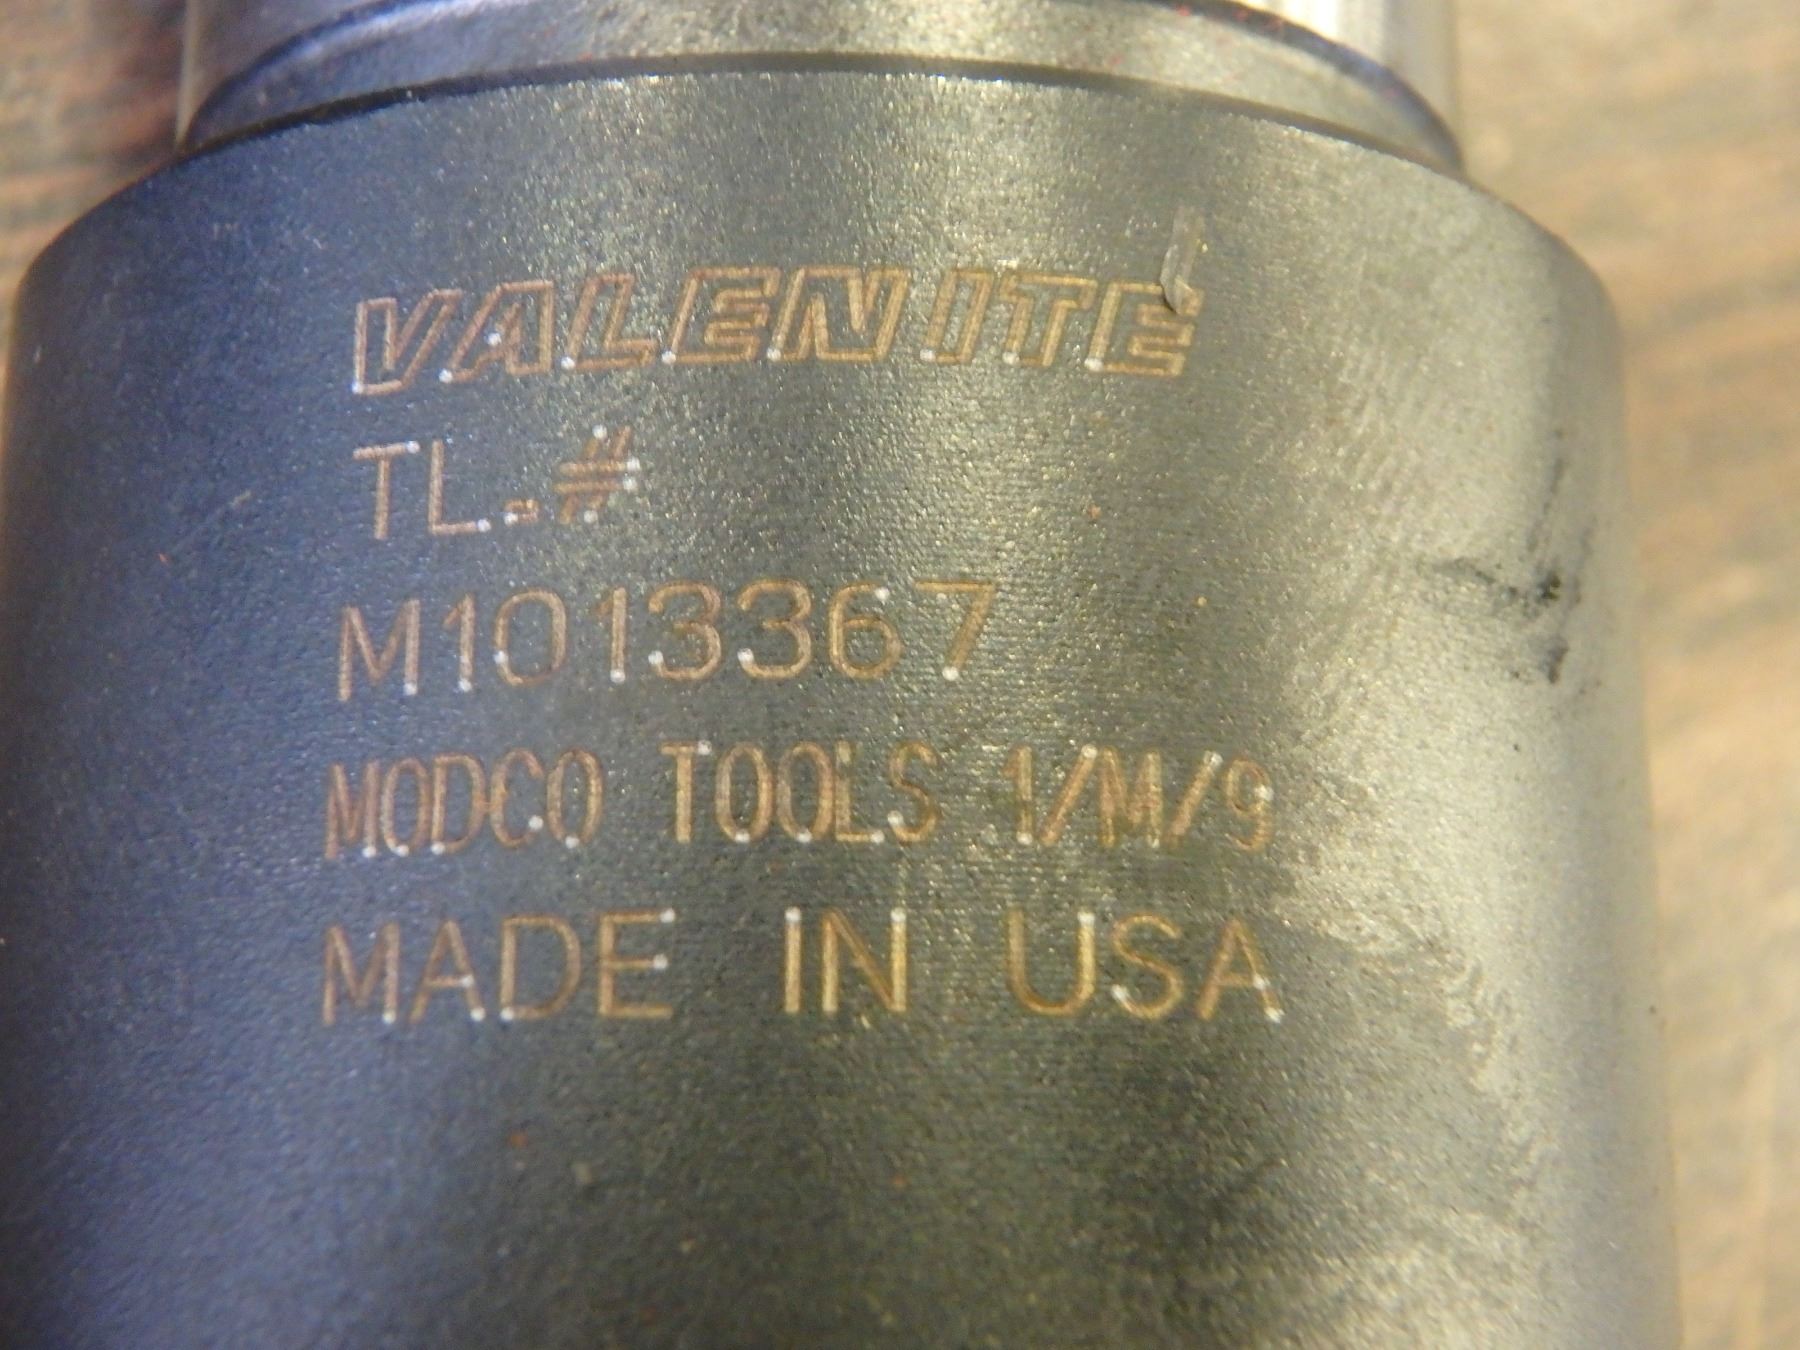 VALENITE
TL.#
M1013367
MODCO TOOLS 1/M/9
MADE IN USA